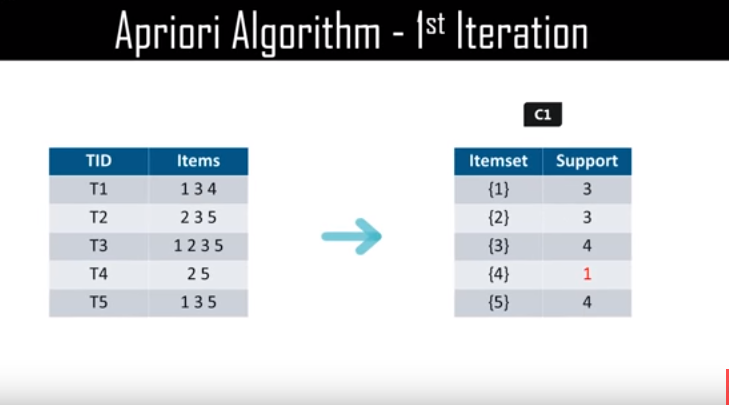 Apriori Algorithm - 1st Iteration
C1
TID Items
T1 1 3 4
T2 2 3 5
T3 1 2 3 5
T4 2 5
T5 1 3 5
Itemset Support
{1} 3
{2} 3
{3} 4
{4} 1
{5} 4